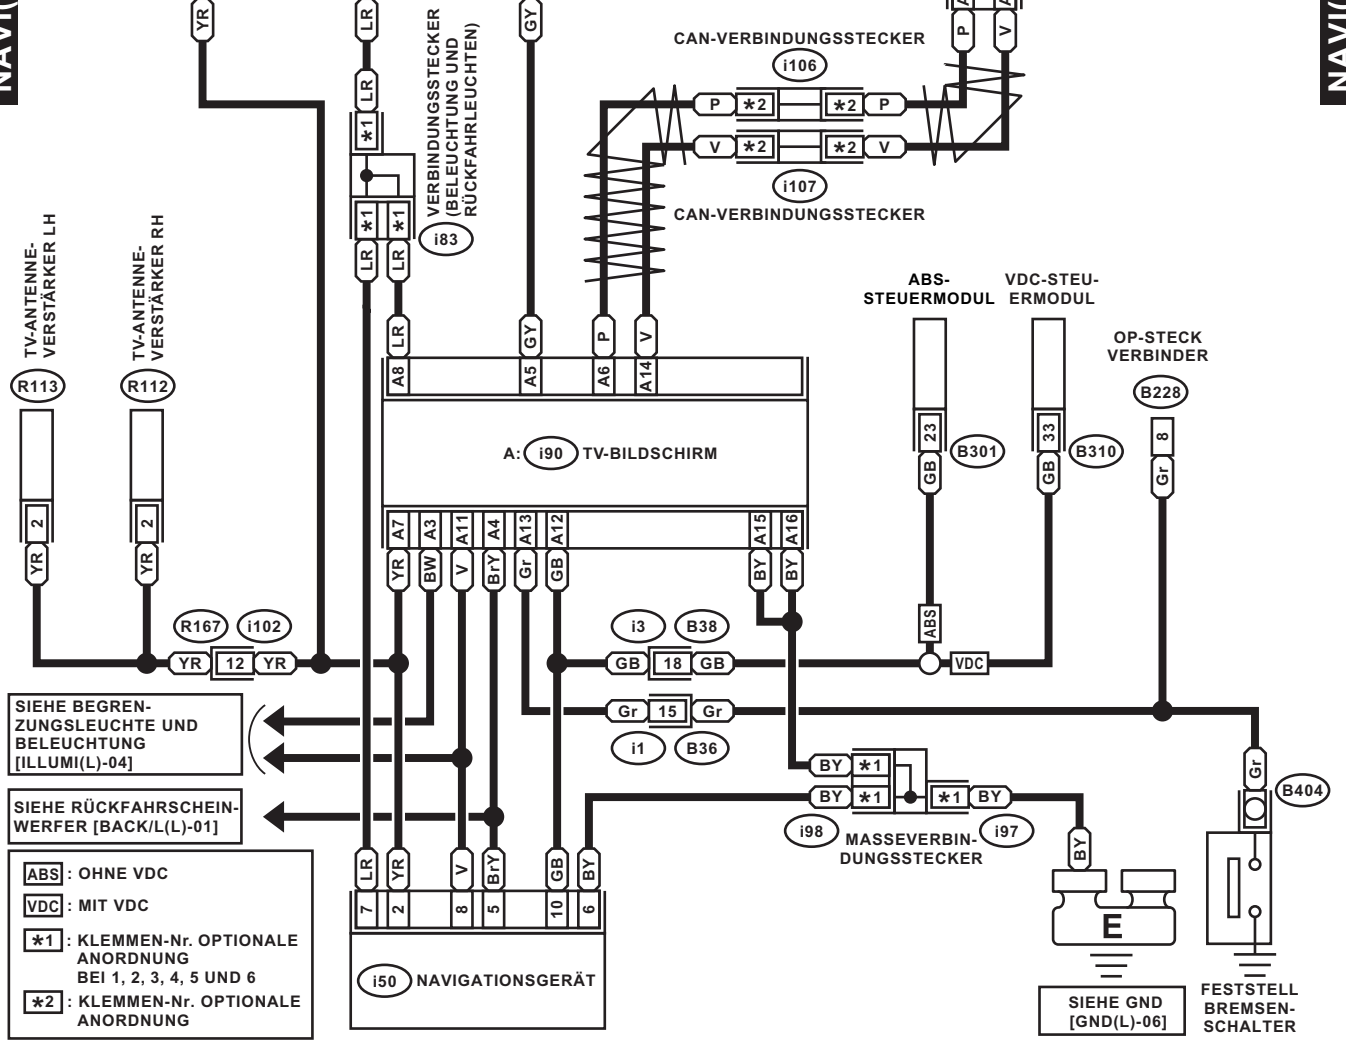 NAVI(
NAVI(
YR
LR
GY
P
V
LR
*1
*1
*1
LR
LR
VERBINDUNGSSTECKER
(BELEUCHTUNG UND
RÜCKFAHRLEUCHTEN)
i83
CAN-VERBINDUNGSSTECKER
i106
P *2 *2 P
V *2 *2 V
i107
CAN-VERBINDUNGSSTECKER
TV-ANTENNE-
VERSTÄRKER LH
R113
2
YR
TV-ANTENNE-
VERSTÄRKER RH
R112
2
YR
ABS-
STEUERMODUL
23
B301
GB
ABS
VDC-STEU-
ERMODUL
33
B310
GB
VDC
OP-STECK
VERBINDER
B228
8
Gr
LR GY P V
A8 A5 A6 A14
A: i90 TV-BILDSCHIRM
A7 A3 A11 A4 A13 A12 A15 A16
YR BW V BrY Gr GB BY BY
R167 i102
YR 12 YR
i3 B38
GB 18 GB
Gr 15 Gr
i1 B36
SIEHE BEGREN-
ZUNGSLEUCHTE UND
BELEUCHTUNG
[ILLUMI(L)-04]
SIEHE RÜCKFAHRSCHEIN-
WERFER [BACK/L(L)-01]
BY *1
BY *1 *1 BY
i98 i97
MASSEVERBIN-
DUNGSSTECKER
BY
E
SIEHE GND
[GND(L)-06]
Gr
B404
FESTSTELL
BREMSEN-
SCHALTER
LR YR V BrY GB BY
7 2 8 5 10 6
i50 NAVIGATIONSGERÄT
ABS : OHNE VDC
VDC : MIT VDC
*1 : KLEMMEN-Nr. OPTIONALE
ANORDNUNG
BEI 1, 2, 3, 4, 5 UND 6
*2 : KLEMMEN-Nr. OPTIONALE
ANORDNUNG